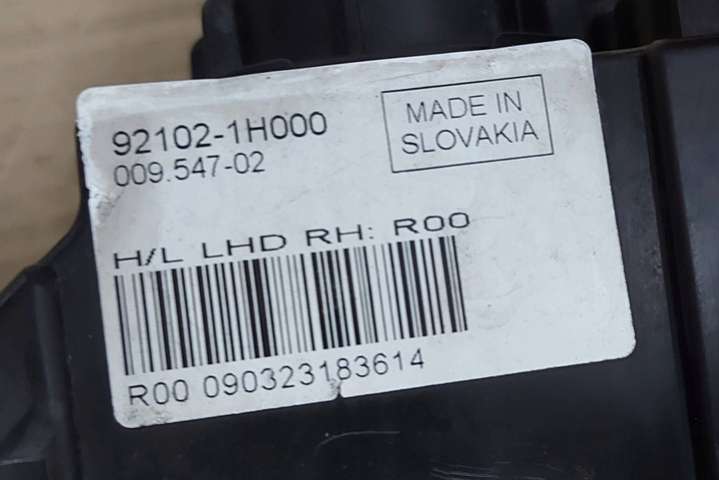 92102-1H000
009.547-02
MADE IN
SLOVAKIA
H/L LHD RH: R00
R00 090323183614